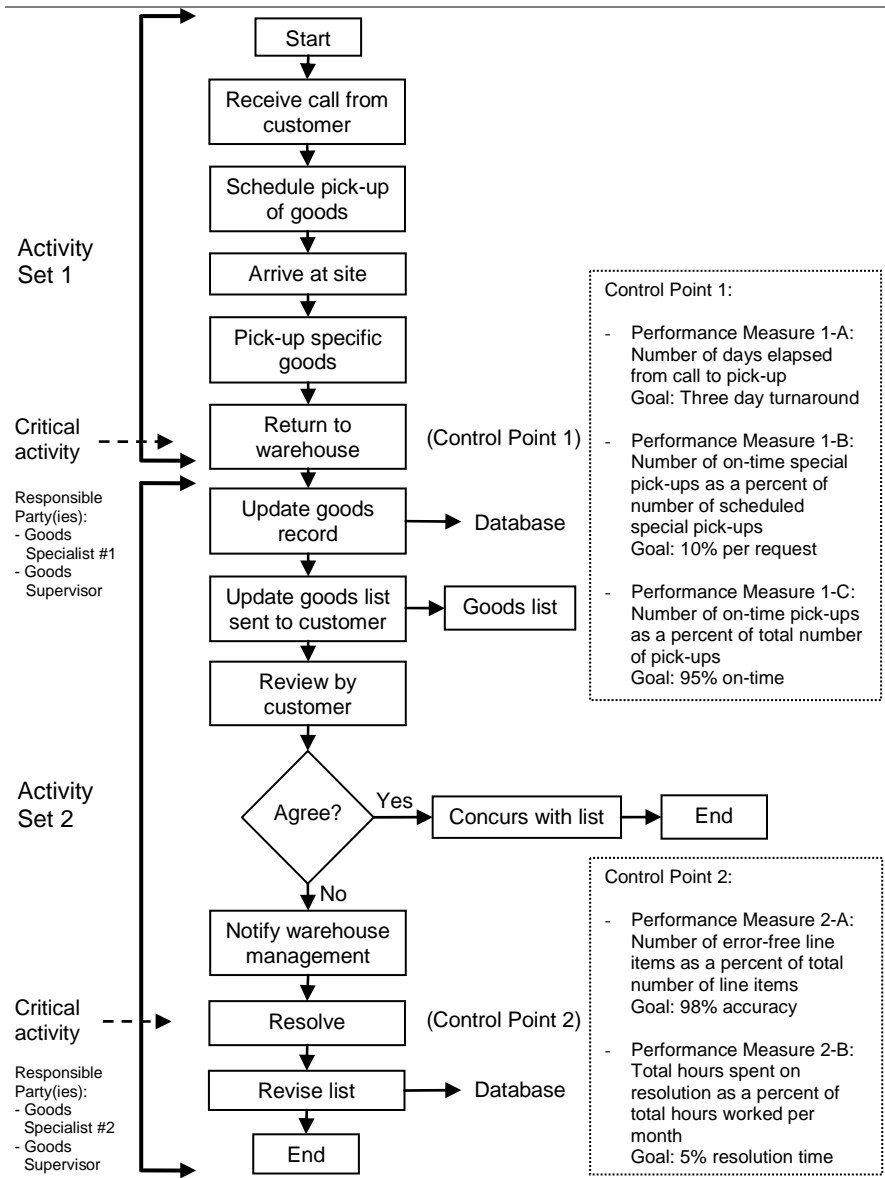 Start
Receive call from
customer
Schedule pick-up
of goods
Activity
Set 1
Arrive at site
Pick-up specific
goods
Critical
activity
Return to
warehouse
(Control Point 1)
Control Point 1:
- Performance Measure 1-A:
Number of days elapsed
from call to pick-up
Goal: Three day turnaround
- Performance Measure 1-B:
Number of on-time special
pick-ups as a percent of
number of scheduled
special pick-ups
Goal: 10% per request
- Performance Measure 1-C:
Number of on-time pick-ups
as a percent of total number
of pick-ups
Goal: 95% on-time
Responsible
Party(ies):
- Goods
Specialist #1
- Goods
Supervisor
Update goods
record
Database
Update goods list
sent to customer
Goods list
Review by
customer
Activity
Set 2
Agree?
Yes
Concurs with list
End
No
Notify warehouse
management
Critical
activity
Resolve
(Control Point 2)
Control Point 2:
- Performance Measure 2-A:
Number of error-free line
items as a percent of total
number of line items
Goal: 98% accuracy
- Performance Measure 2-B:
Total hours spent on
resolution as a percent of
total hours worked per
month
Goal: 5% resolution time
Responsible
Party(ies):
- Goods
Specialist #2
- Goods
Supervisor
Revise list
Database
End